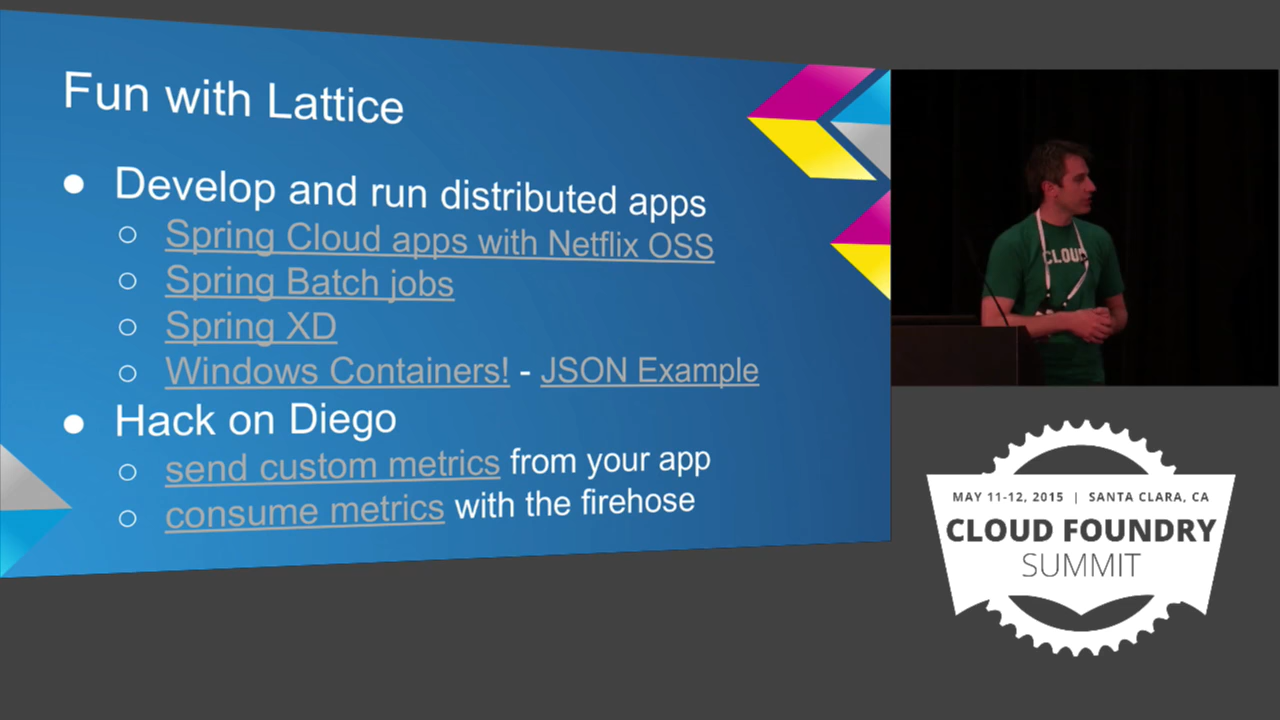 Fun with Lattice
● Develop and run distributed apps
○ Spring Cloud apps with Netflix OSS
○ Spring Batch jobs
○ Spring XD
○ Windows Containers! - JSON Example
● Hack on Diego
○ send custom metrics from your app
○ consume metrics with the firehose
CLOUD
MAY 11-12, 2015 | SANTA CLARA, CA
CLOUD FOUNDRY
SUMMIT